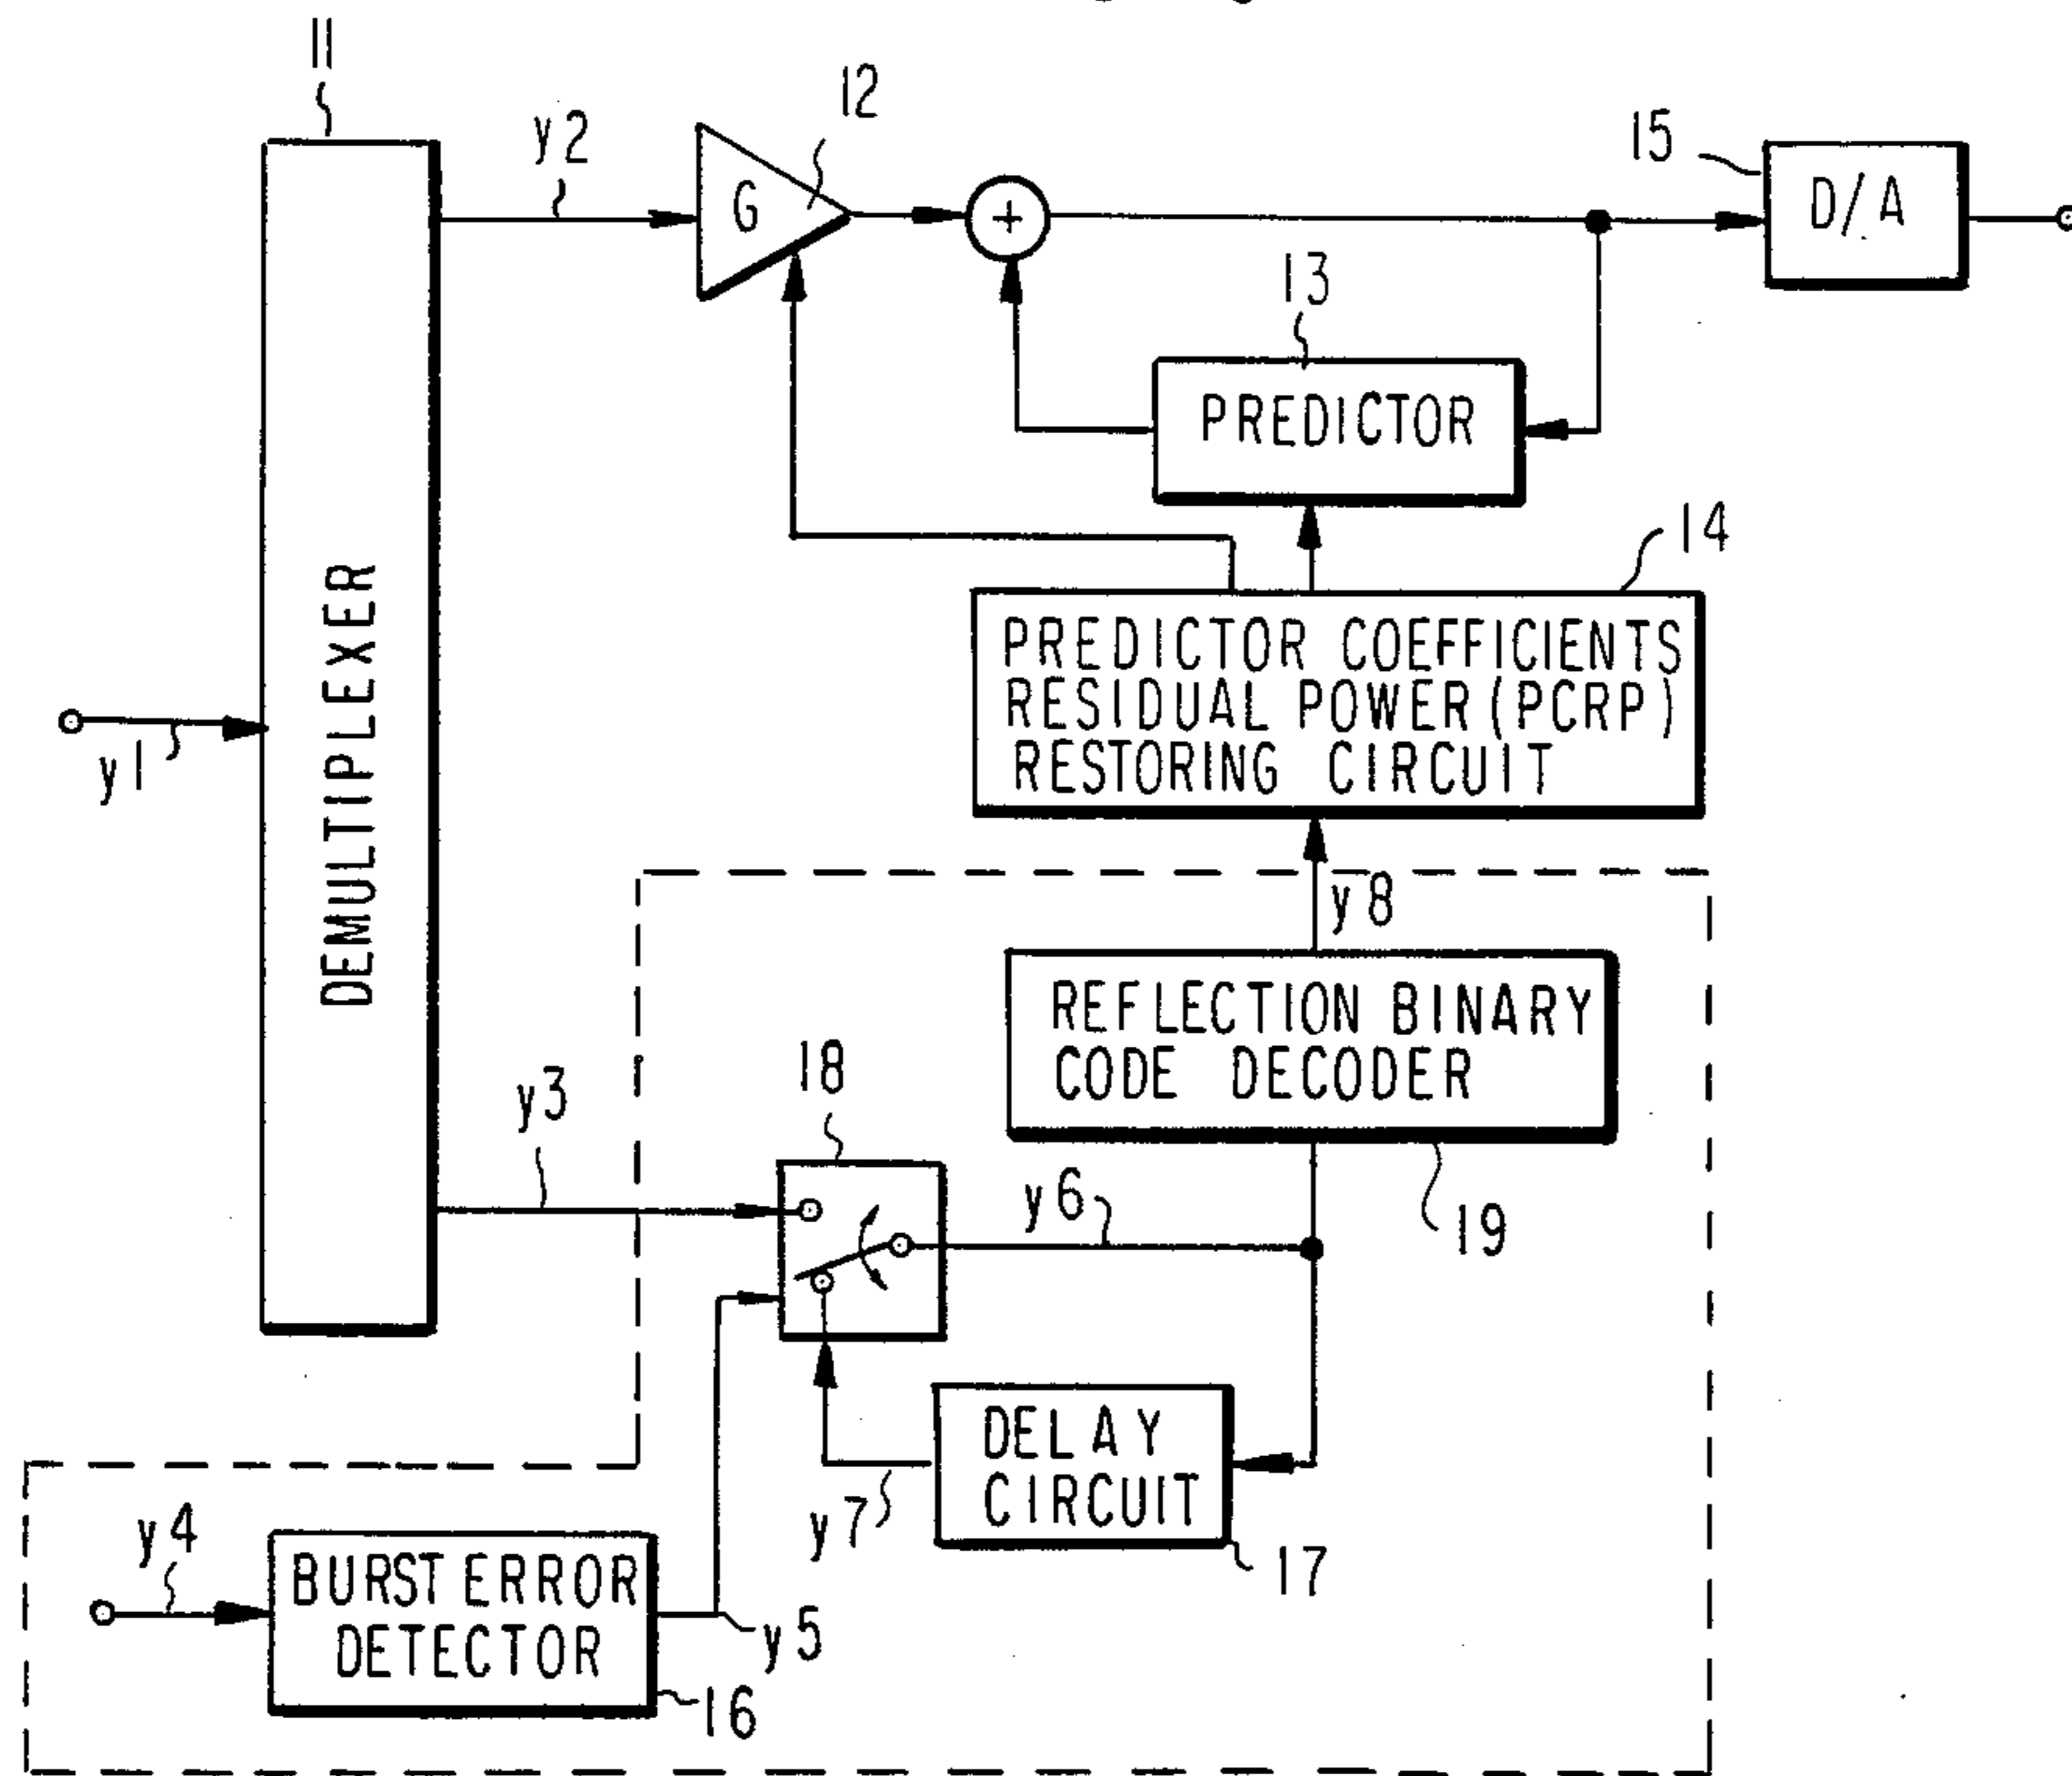 11
12
y2
15
G
+
D/A
13
PREDICTOR
14
PREDICTOR COEFFICIENTS
RESIDUAL POWER (PCRP)
RESTORING CIRCUIT
DEMULTIPLEXER
y1
y8
REFLECTION BINARY
CODE DECODER
18
y3
y6
19
DELAY
CIRCUIT
y7
17
y4
BURST ERROR
DETECTOR
y5
16